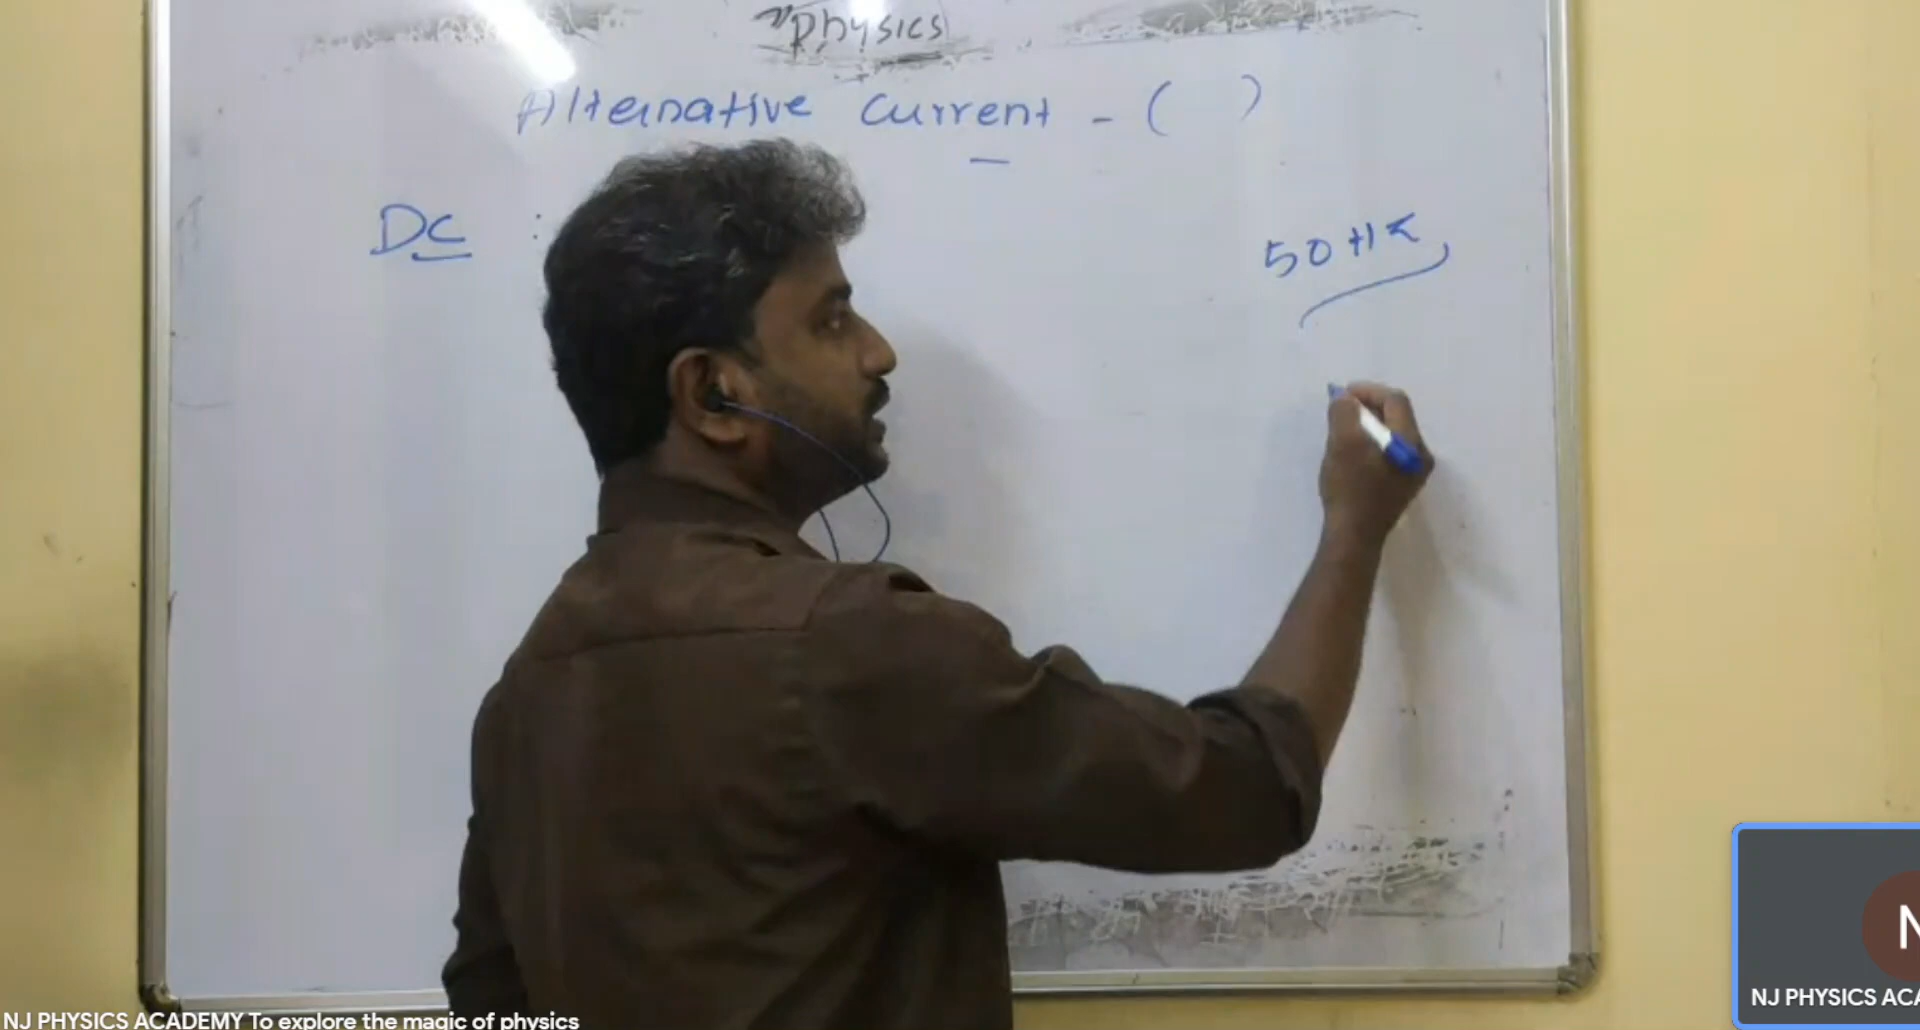 Physics
Alternative Current - ( )
DC :
50 Hz
N
NJ PHYSICS ACA
NJ PHYSICS ACADEMY To explore the magic of physics